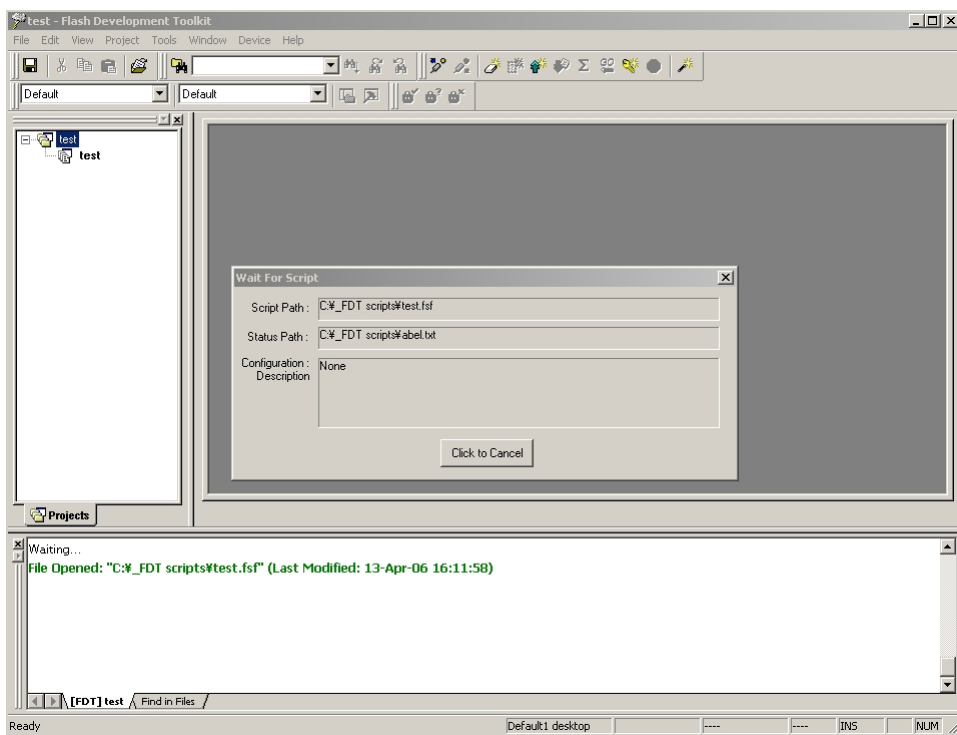 test - Flash Development Toolkit
File Edit View Project Tools Window Device Help
Default Default
test
test
Wait For Script
Script Path : C:¥_FDT scripts¥test.fsf
Status Path : C:¥_FDT scripts¥abel.txt
Configuration : None
Description
Click to Cancel
Projects
Waiting...
File Opened: "C:¥_FDT scripts¥test.fsf" (Last Modified: 13-Apr-06 16:11:58)
[FDT] test Find in Files
Ready Default1 desktop ---- ---- INS NUM